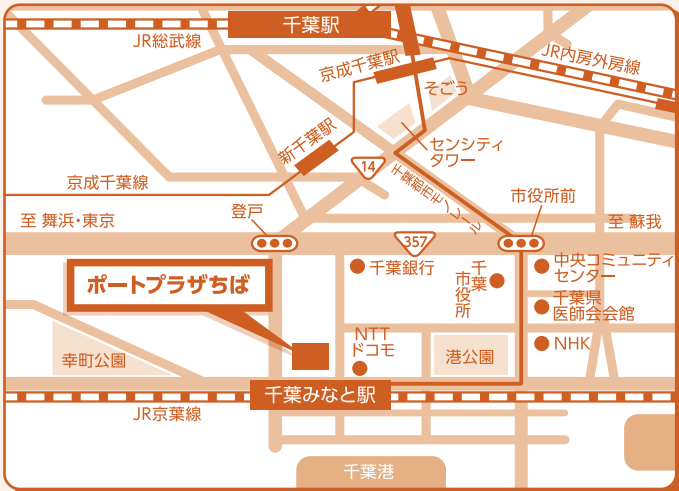 千葉駅
JR総武線
JR内房外房線
京成千葉駅
そごう
新千葉駅
センシティ
タワー
14
千葉都市モノレール
京成千葉線
市役所前
登戸
至 舞浜・東京
至 蘇我
357
ポートプラザちば
千葉銀行
千葉
市役所
中央コミュニティ
センター
千葉県
医師会会館
NTT
ドコモ
港公園
NHK
幸町公園
千葉みなと駅
JR京葉線
千葉港